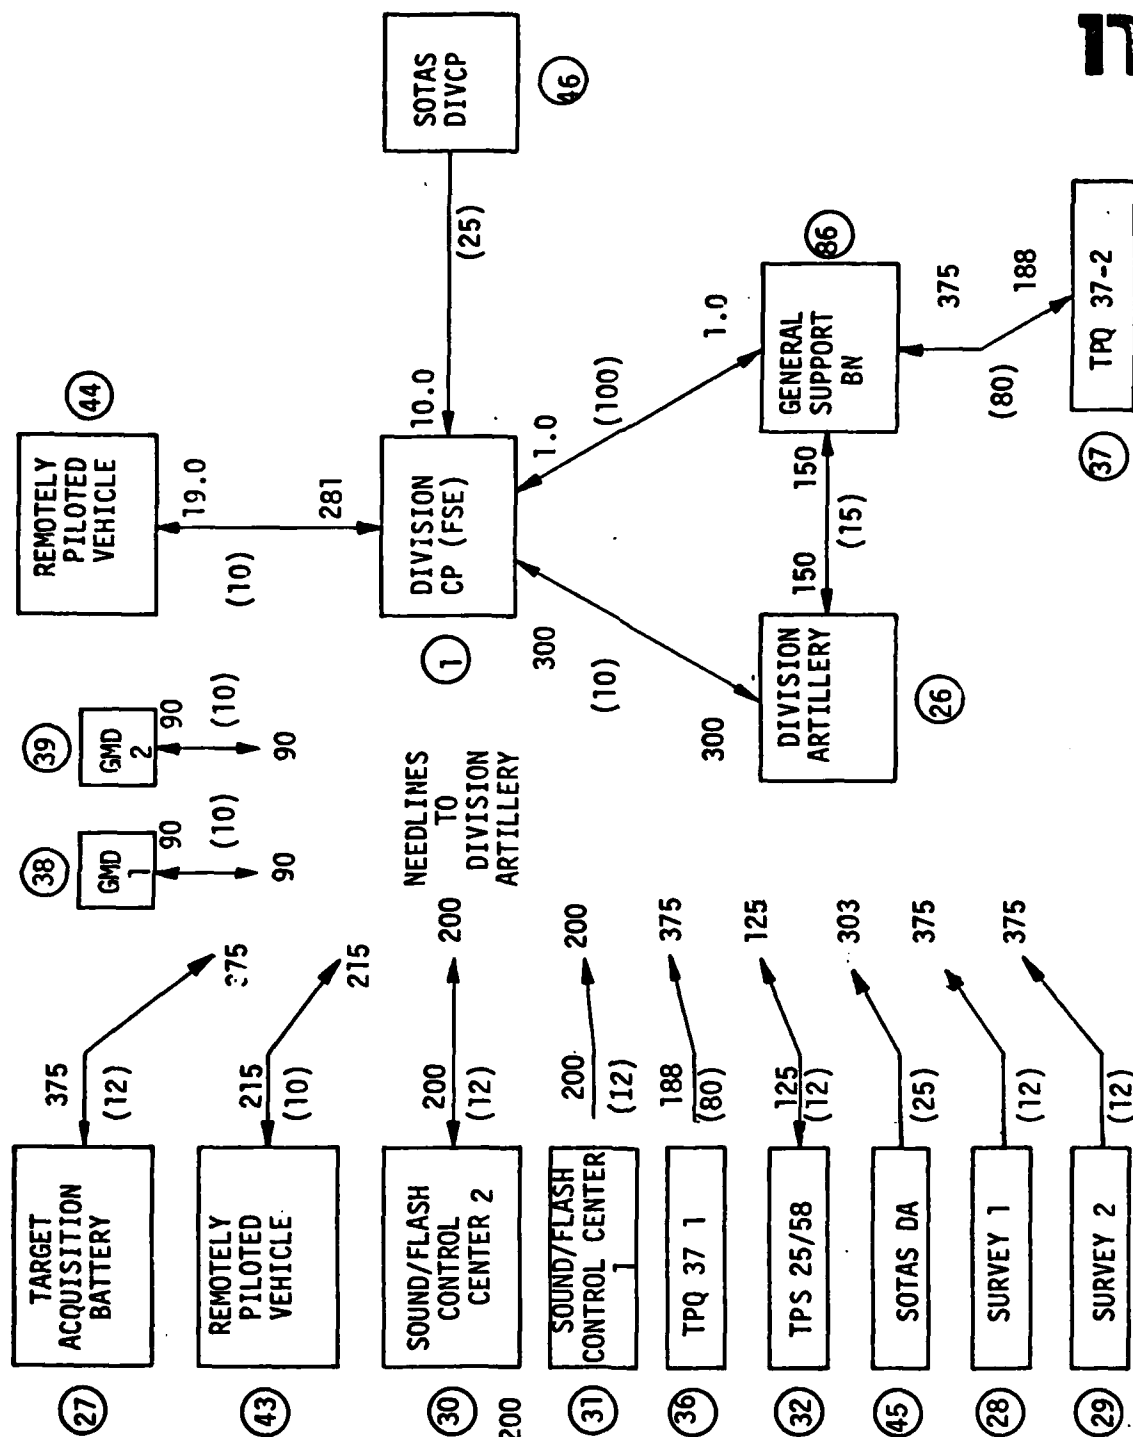 SOTAS
DIVCP
46
(25)
REMOTELY
PILOTED
VEHICLE
44
19.0
281
(10)
10.0
DIVISION
CP (FSE)
1
1.0
(100)
1.0
GENERAL
SUPPORT
BN
86
375
188
(80)
TPQ 37-2
37
150
150
(15)
300
(10)
300
DIVISION
ARTILLERY
26
39
GMD
2
90
(10)
90
38
GMD
1
90
(10)
90
NEEDLINES
TO
DIVISION
ARTILLERY
27
TARGET
ACQUISITION
BATTERY
375
(12)
375
43
REMOTELY
PILOTED
VEHICLE
215
(10)
215
30
200
SOUND/FLASH
CONTROL
CENTER 2
200
(12)
200
31
SOUND/FLASH
CONTROL CENTER
1
200
(12)
200
36
TPQ 37 1
188
(80)
375
32
TPS 25/58
125
(12)
125
45
SOTAS DA
(25)
303
28
SURVEY 1
(12)
375
29
SURVEY 2
(12)
375